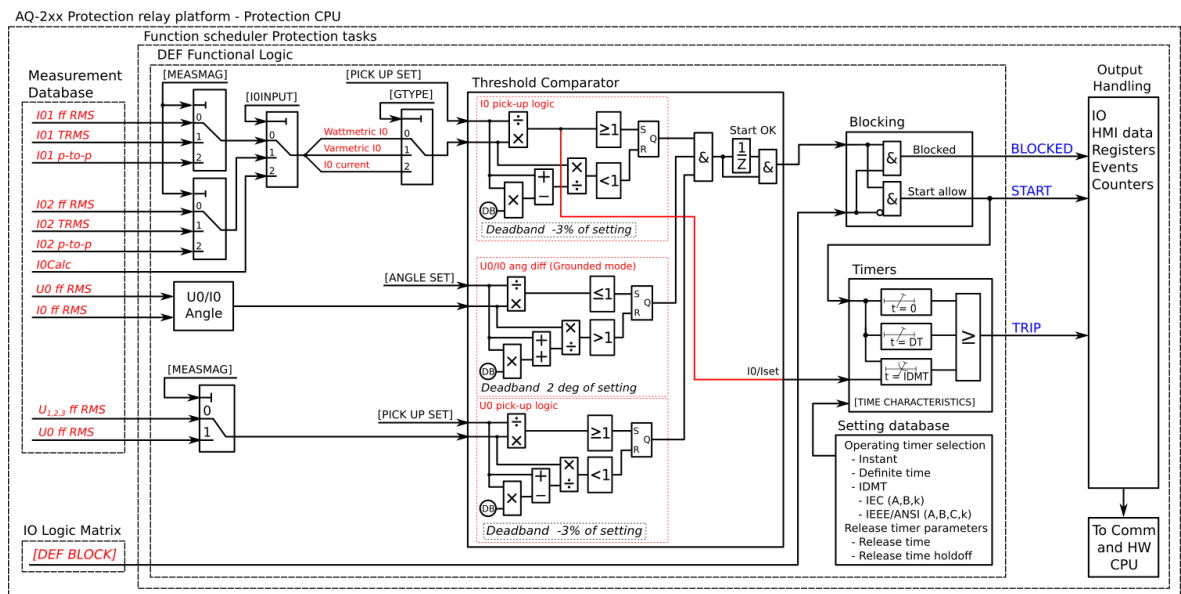 AQ-2xx Protection relay platform - Protection CPU
Function scheduler Protection tasks
DEF Functional Logic
Measurement
Database
I01 ff RMS
I01 TRMS
I01 p-to-p
I02 ff RMS
I02 TRMS
I02 p-to-p
I0Calc
U0 ff RMS
I0 ff RMS
U1,2,3 ff RMS
U0 ff RMS
IO Logic Matrix
[DEF BLOCK]
[MEASMAG]
0
1
2
0
1
2
[I0INPUT]
0
1
2
Wattmetric I0
Varmetric I0
I0 current
[PICK UP SET]
[GTYPE]
0
1
2
U0/I0
Angle
[MEASMAG]
0
1
[ANGLE SET]
[PICK UP SET]
Threshold Comparator
I0 pick-up logic
÷
×
≥1
S
Q
R
×
÷
<1
+
−
DB
×
Deadband -3% of setting
U0/I0 ang diff (Grounded mode)
÷
×
≤1
S
Q
R
×
÷
>1
+
+
DB
×
Deadband 2 deg of setting
U0 pick-up logic
÷
×
≥1
S
Q
R
×
÷
<1
+
−
DB
×
Deadband -3% of setting
&
Start OK
1
Z
&
I0/Iset
Blocking
&
Blocked
&
Start allow
BLOCKED
START
Timers
t = 0
t = DT
t = IDMT
≥
[TIME CHARACTERISTICS]
TRIP
Setting database
Operating timer selection
- Instant
- Definite time
- IDMT
- IEC (A,B,k)
- IEEE/ANSI (A,B,C,k)
Release timer parameters
- Release time
- Release time holdoff
Output
Handling
IO
HMI data
Registers
Events
Counters
To Comm
and HW
CPU